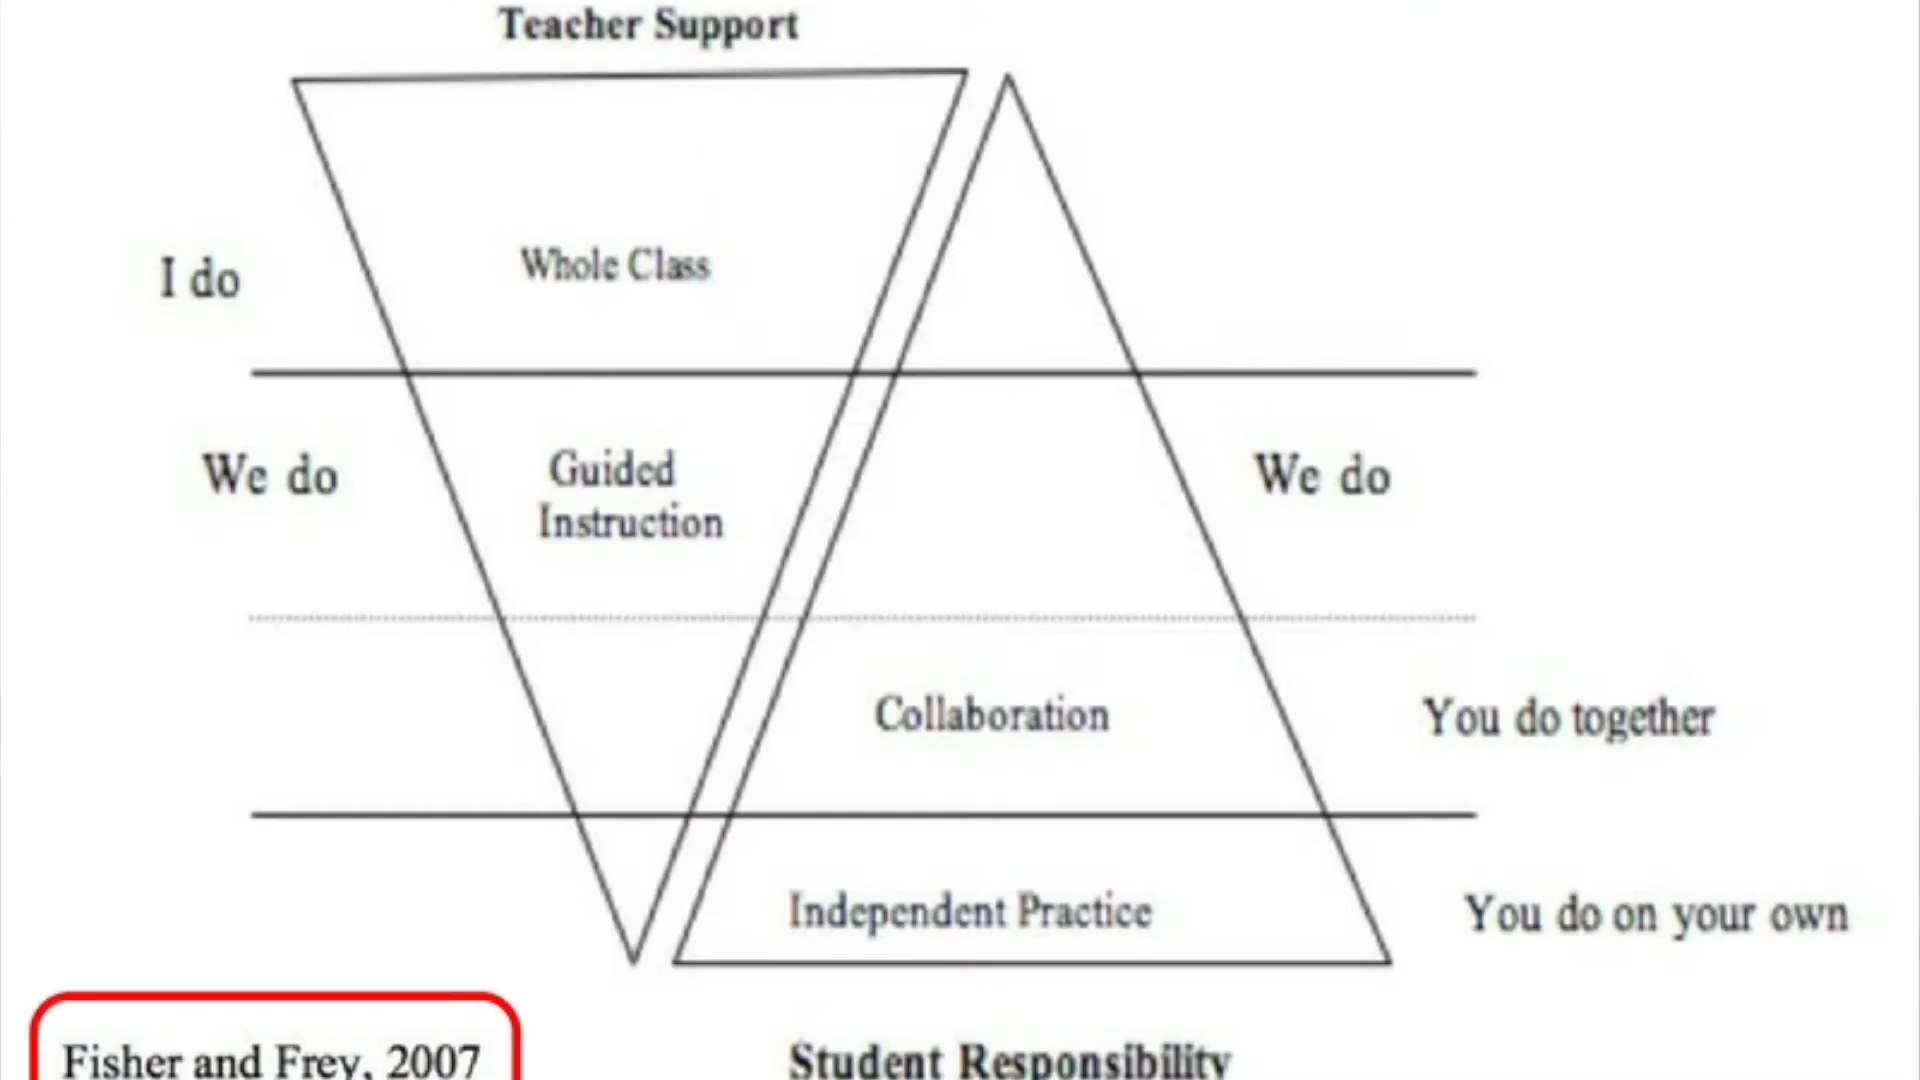 Teacher Support
I do
Whole Class
We do
Guided
Instruction
We do
Collaboration
You do together
Independent Practice
You do on your own
Fisher and Frey, 2007
Student Responsibility